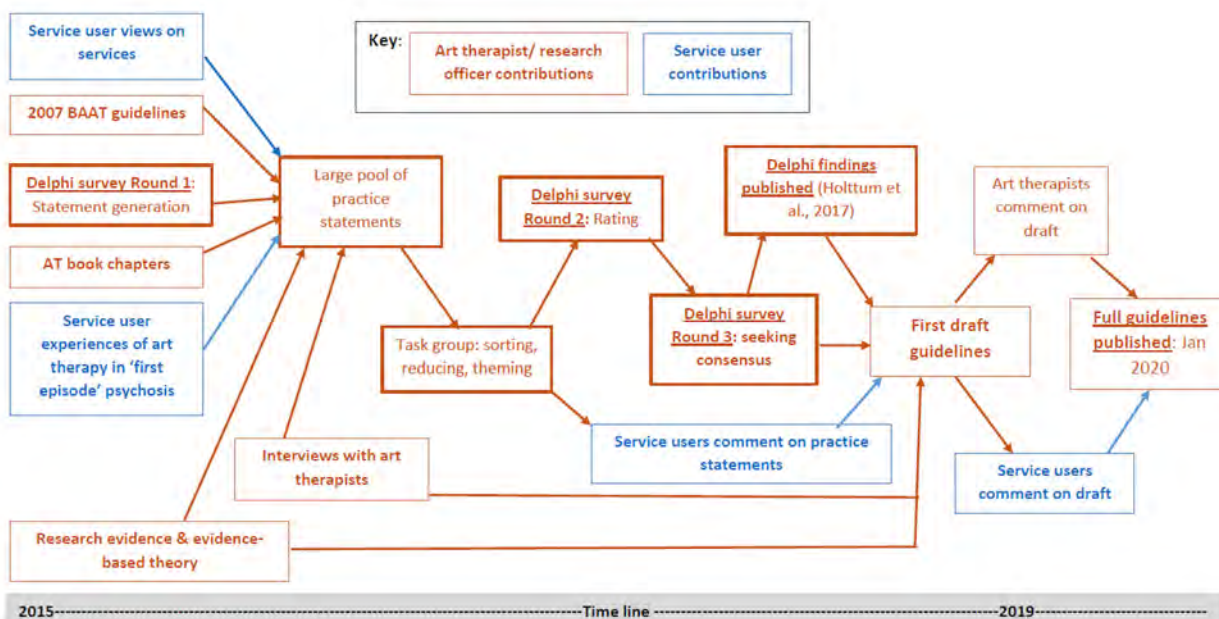 Service user views on
services
Key:
Art therapist/ research
officer contributions
Service user
contributions
2007 BAAT guidelines
Delphi survey Round 1:
Statement generation
AT book chapters
Service user
experiences of art
therapy in ‘first
episode’ psychosis
Large pool of
practice
statements
Delphi survey
Round 2: Rating
Delphi findings
published (Holttum et
al., 2017)
Art therapists
comment on
draft
Task group: sorting,
reducing, theming
Delphi survey
Round 3: seeking
consensus
First draft
guidelines
Full guidelines
published: Jan
2020
Interviews with art
therapists
Service users comment on practice
statements
Service users
comment on draft
Research evidence & evidence-
based theory
2015------------------------------Time line ------------------------------2019---------------